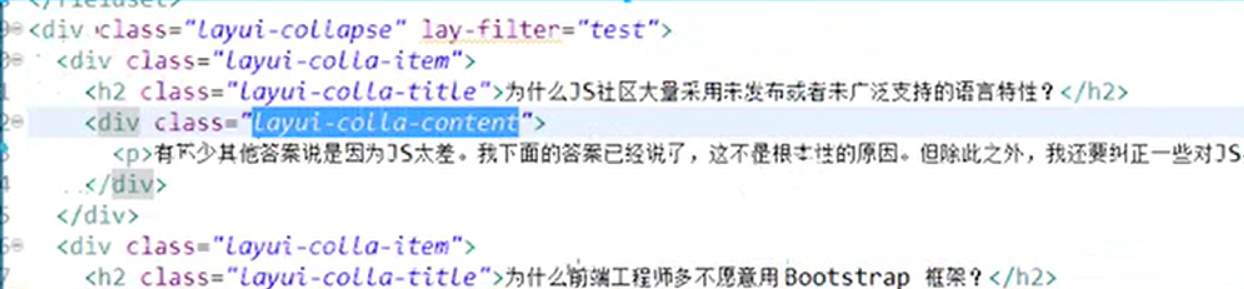 </fieldset>
<div class="layui-collapse" lay-filter="test">
<div class="layui-colla-item">
<h2 class="layui-colla-title">为什么JS社区大量采用未发布或者未广泛支持的语言特性？</h2>
<div class="layui-colla-content">
<p>有不少其他答案说是因为JS太差。我下面的答案已经说了，这不是根本性的原因。但除此之外，我还要纠正一些对JS
</div>
</div>
<div class="layui-colla-item">
<h2 class="layui-colla-title">为什么前端工程师多不愿意用 Bootstrap 框架？</h2>